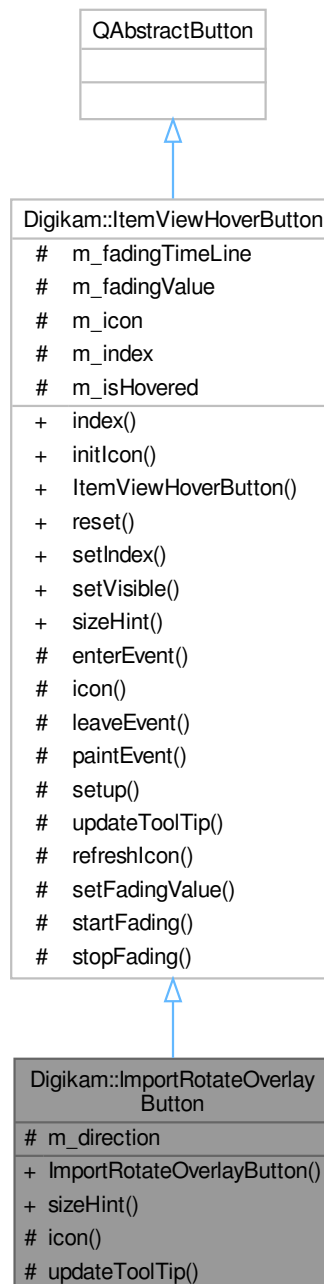 QAbstractButton
Digikam::ItemViewHoverButton
# m_fadingTimeLine
# m_fadingValue
# m_icon
# m_index
# m_isHovered
+ index()
+ initIcon()
+ ItemViewHoverButton()
+ reset()
+ setIndex()
+ setVisible()
+ sizeHint()
# enterEvent()
# icon()
# leaveEvent()
# paintEvent()
# setup()
# updateToolTip()
# refreshIcon()
# setFadingValue()
# startFading()
# stopFading()
Digikam::ImportRotateOverlay
Button
# m_direction
+ ImportRotateOverlayButton()
+ sizeHint()
# icon()
# updateToolTip()